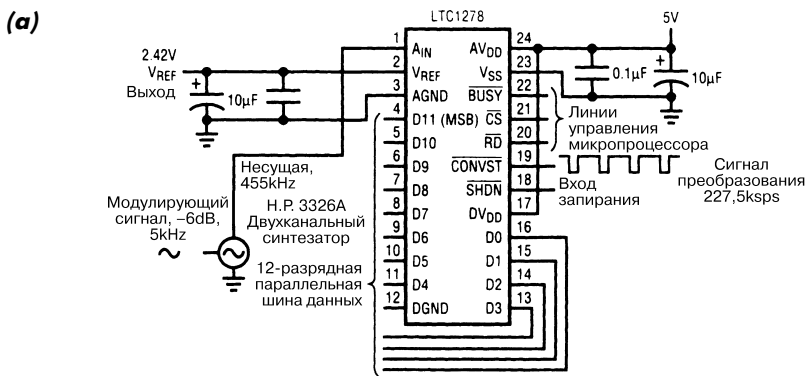 (а)
LTC1278
5V
2.42V
VREF
Выход
10µF
1
2
3
4
5
6
7
8
9
10
11
12
AIN
VREF
AGND
D11 (MSB)
D10
D9
D8
D7
D6
D5
D4
DGND
AVDD
VSS
BUSY
CS
RD
CONVST
SHDN
DVDD
D0
D1
D2
D3
24
23
22
21
20
19
18
17
16
15
14
13
0.1µF
10µF
Линии
управления
микропроцессора
Вход
запирания
Сигнал
преобразования
227,5ksps
Несущая,
455kHz
Модулирующий
сигнал, –6dB,
5kHz
H.P. 3326A
Двухканальный
синтезатор
12-разрядная
параллельная
шина данных